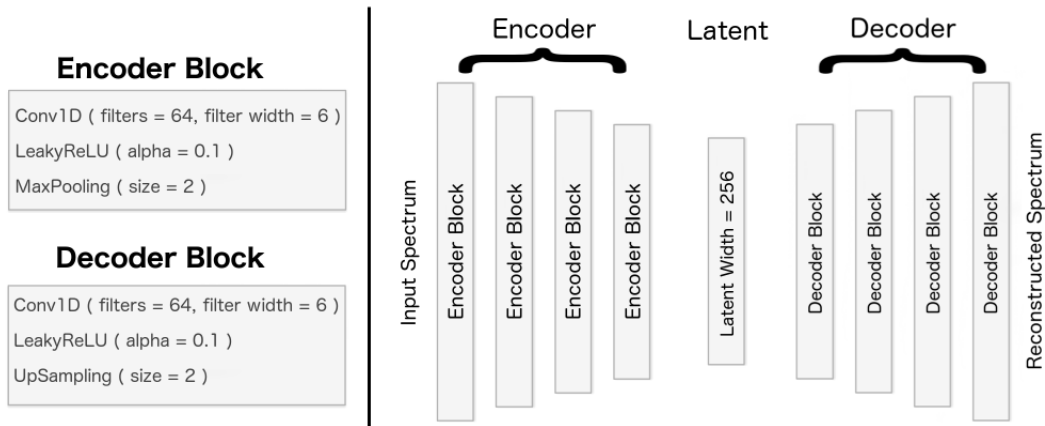 Encoder Block
Conv1D ( filters = 64, filter width = 6 )
LeakyReLU ( alpha = 0.1 )
MaxPooling ( size = 2 )
Decoder Block
Conv1D ( filters = 64, filter width = 6 )
LeakyReLU ( alpha = 0.1 )
UpSampling ( size = 2 )
Encoder
Latent
Decoder
Input Spectrum
Encoder Block
Encoder Block
Encoder Block
Encoder Block
Latent Width = 256
Decoder Block
Decoder Block
Decoder Block
Decoder Block
Reconstructed Spectrum